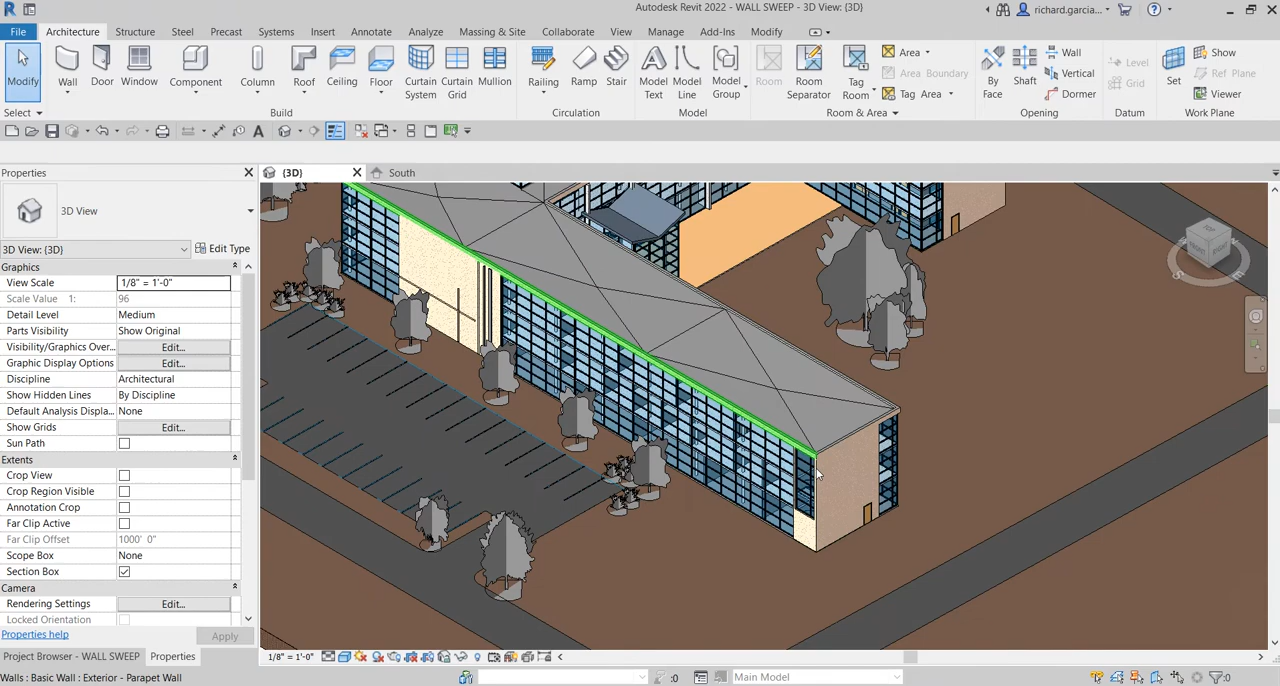 Autodesk Revit 2022 - WALL SWEEP - 3D View: {3D}
richard.garcia...
File Architecture Structure Steel Precast Systems Insert Annotate Analyze Massing & Site Collaborate View Manage Add-Ins Modify
Modify Wall Door Window Component Column Roof Ceiling Floor Curtain System Curtain Grid Mullion Railing Ramp Stair Model Text Model Line Model Group Room Room Separator Tag Room
Area
Area Boundary
Tag Area
By Face Shaft
Wall
Vertical
Dormer
Level
Grid
Set
Show
Ref Plane
Viewer
Select Build Circulation Model Room & Area Opening Datum Work Plane
Properties
{3D} South
3D View
3D View: {3D} Edit Type
Graphics
View Scale 1/8" = 1'-0"
Scale Value 1: 96
Detail Level Medium
Parts Visibility Show Original
Visibility/Graphics Over... Edit...
Graphic Display Options Edit...
Discipline Architectural
Show Hidden Lines By Discipline
Default Analysis Displa... None
Show Grids Edit...
Sun Path
Extents
Crop View
Crop Region Visible
Annotation Crop
Far Clip Active
Far Clip Offset 1000' 0"
Scope Box None
Section Box
Camera
Rendering Settings Edit...
Locked Orientation
Properties help Apply
Project Browser - WALL SWEEP Properties
1/8" = 1'-0"
Walls : Basic Wall : Exterior - Parapet Wall
:0
Main Model
:0
TOP
FRONT
S
E